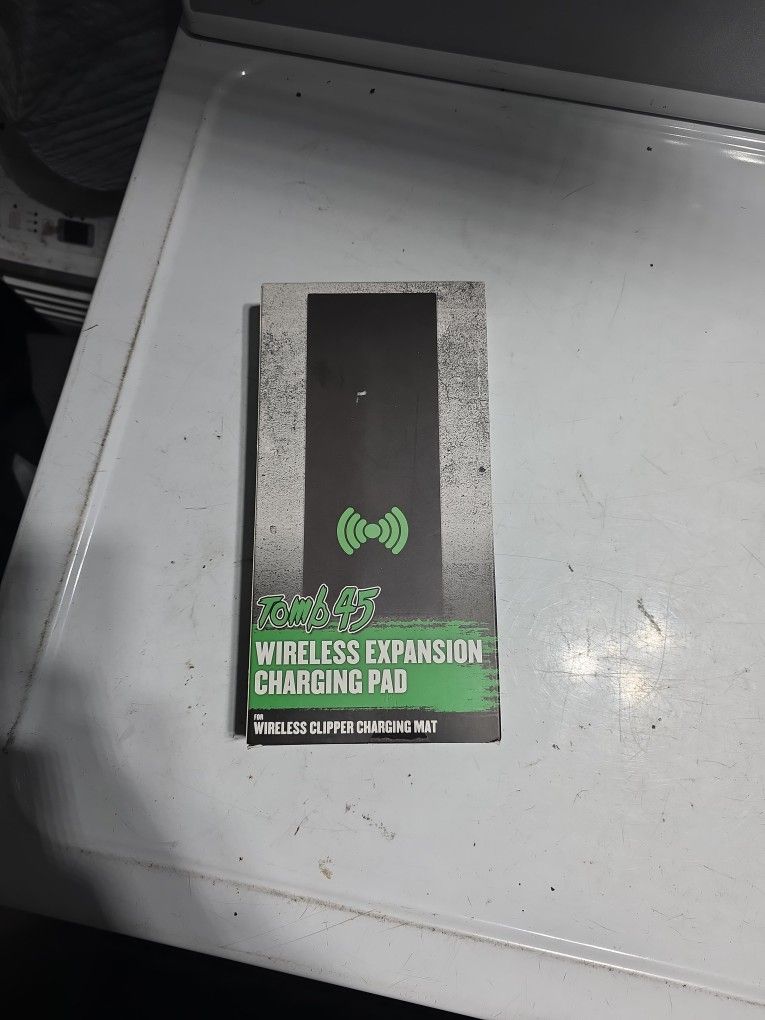 Tomb 45
WIRELESS EXPANSION
CHARGING PAD
FOR
WIRELESS CLIPPER CHARGING MAT